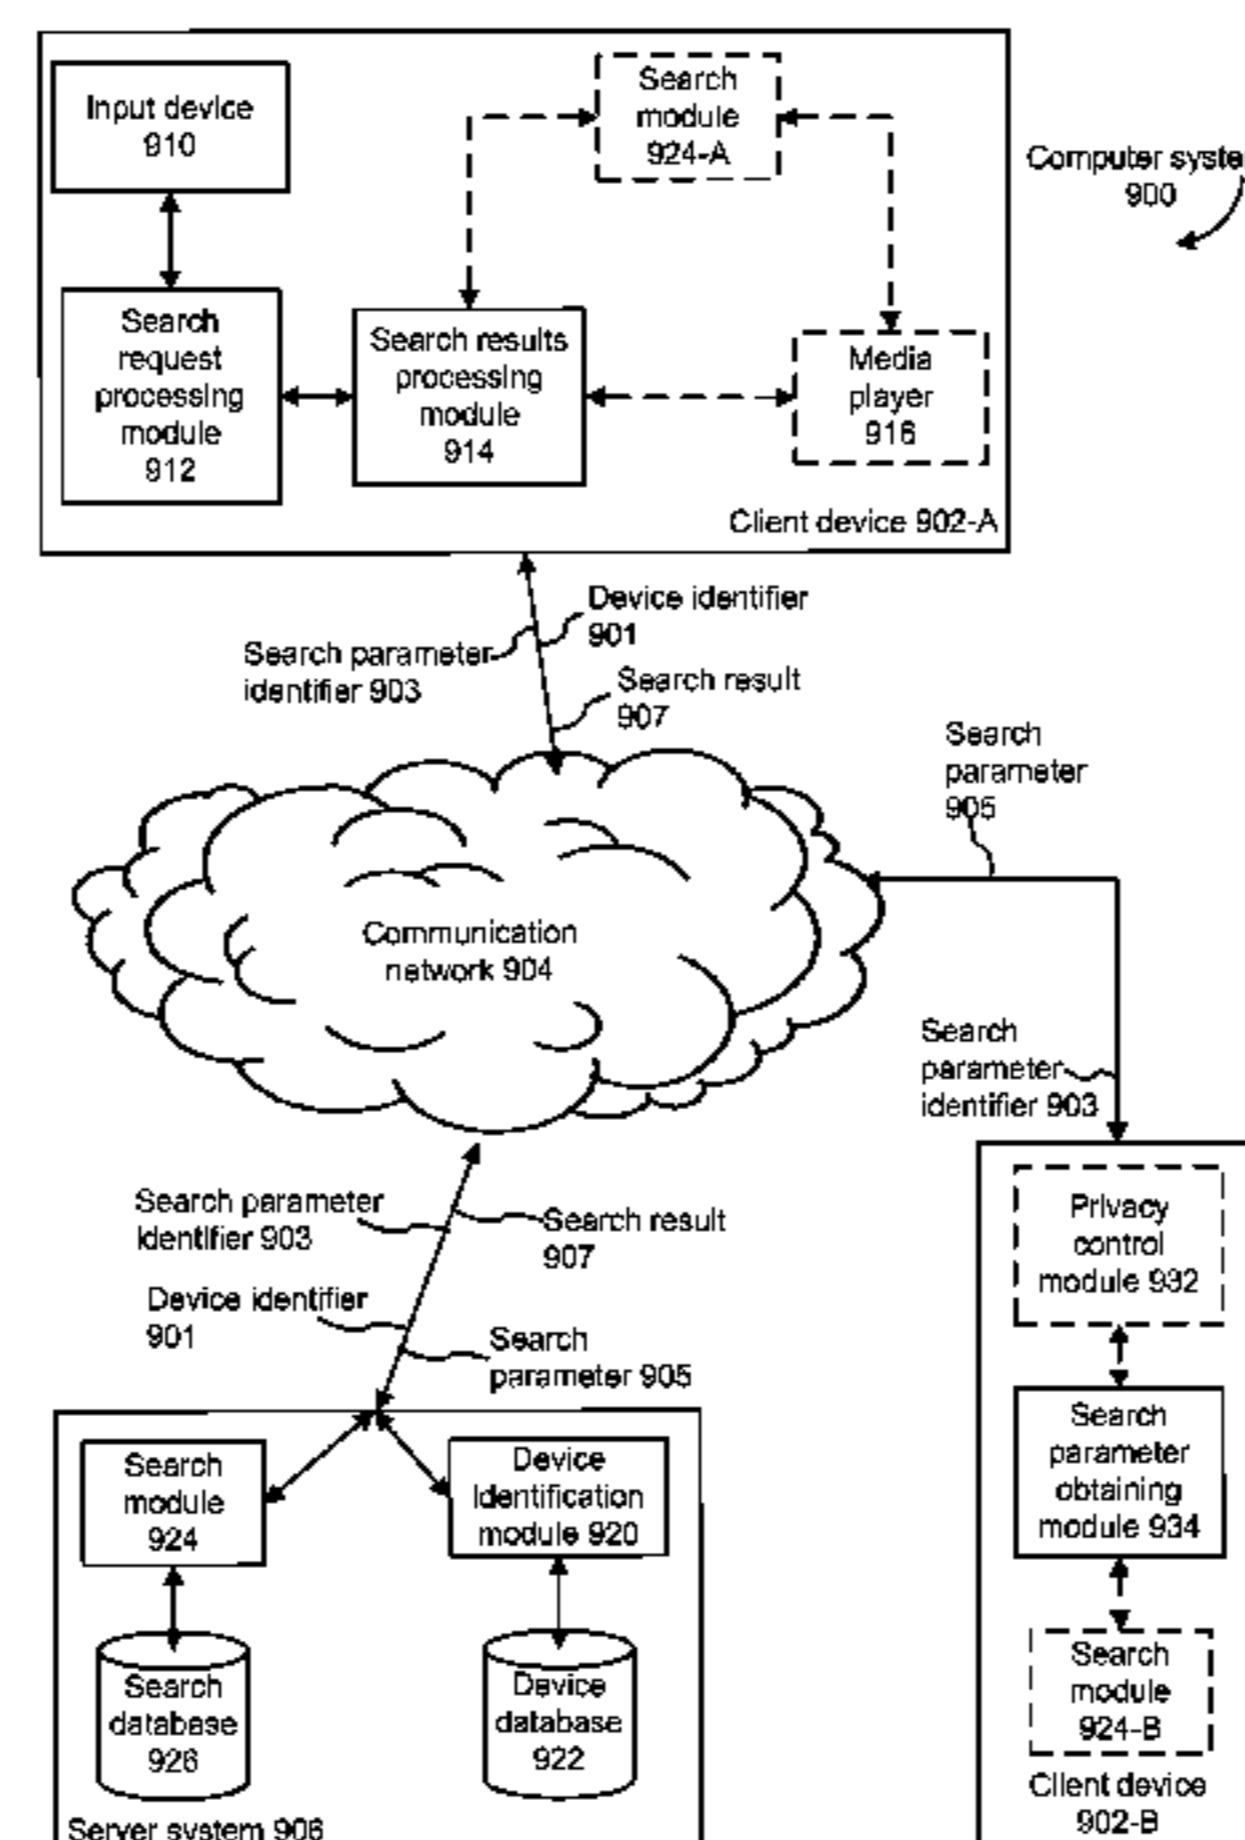 Input device
910
Search
module
924-A
Computer syste
900
Search
request
processing
module
912
Search results
processing
module
914
Media
player
916
Client device 902-A
Device identifier
901
Search parameter
identifier 903
Search result
907
Search
parameter
905
Communication
network 904
Search
parameter
identifier 903
Search parameter
identifier 903
Search result
907
Device identifier
901
Search
parameter 905
Privacy
control
module 932
Search
parameter
obtaining
module 934
Search
module
924-B
Client device
902-B
Search
module
924
Device
identification
module 920
Search
database
926
Device
database
922
Server system 906